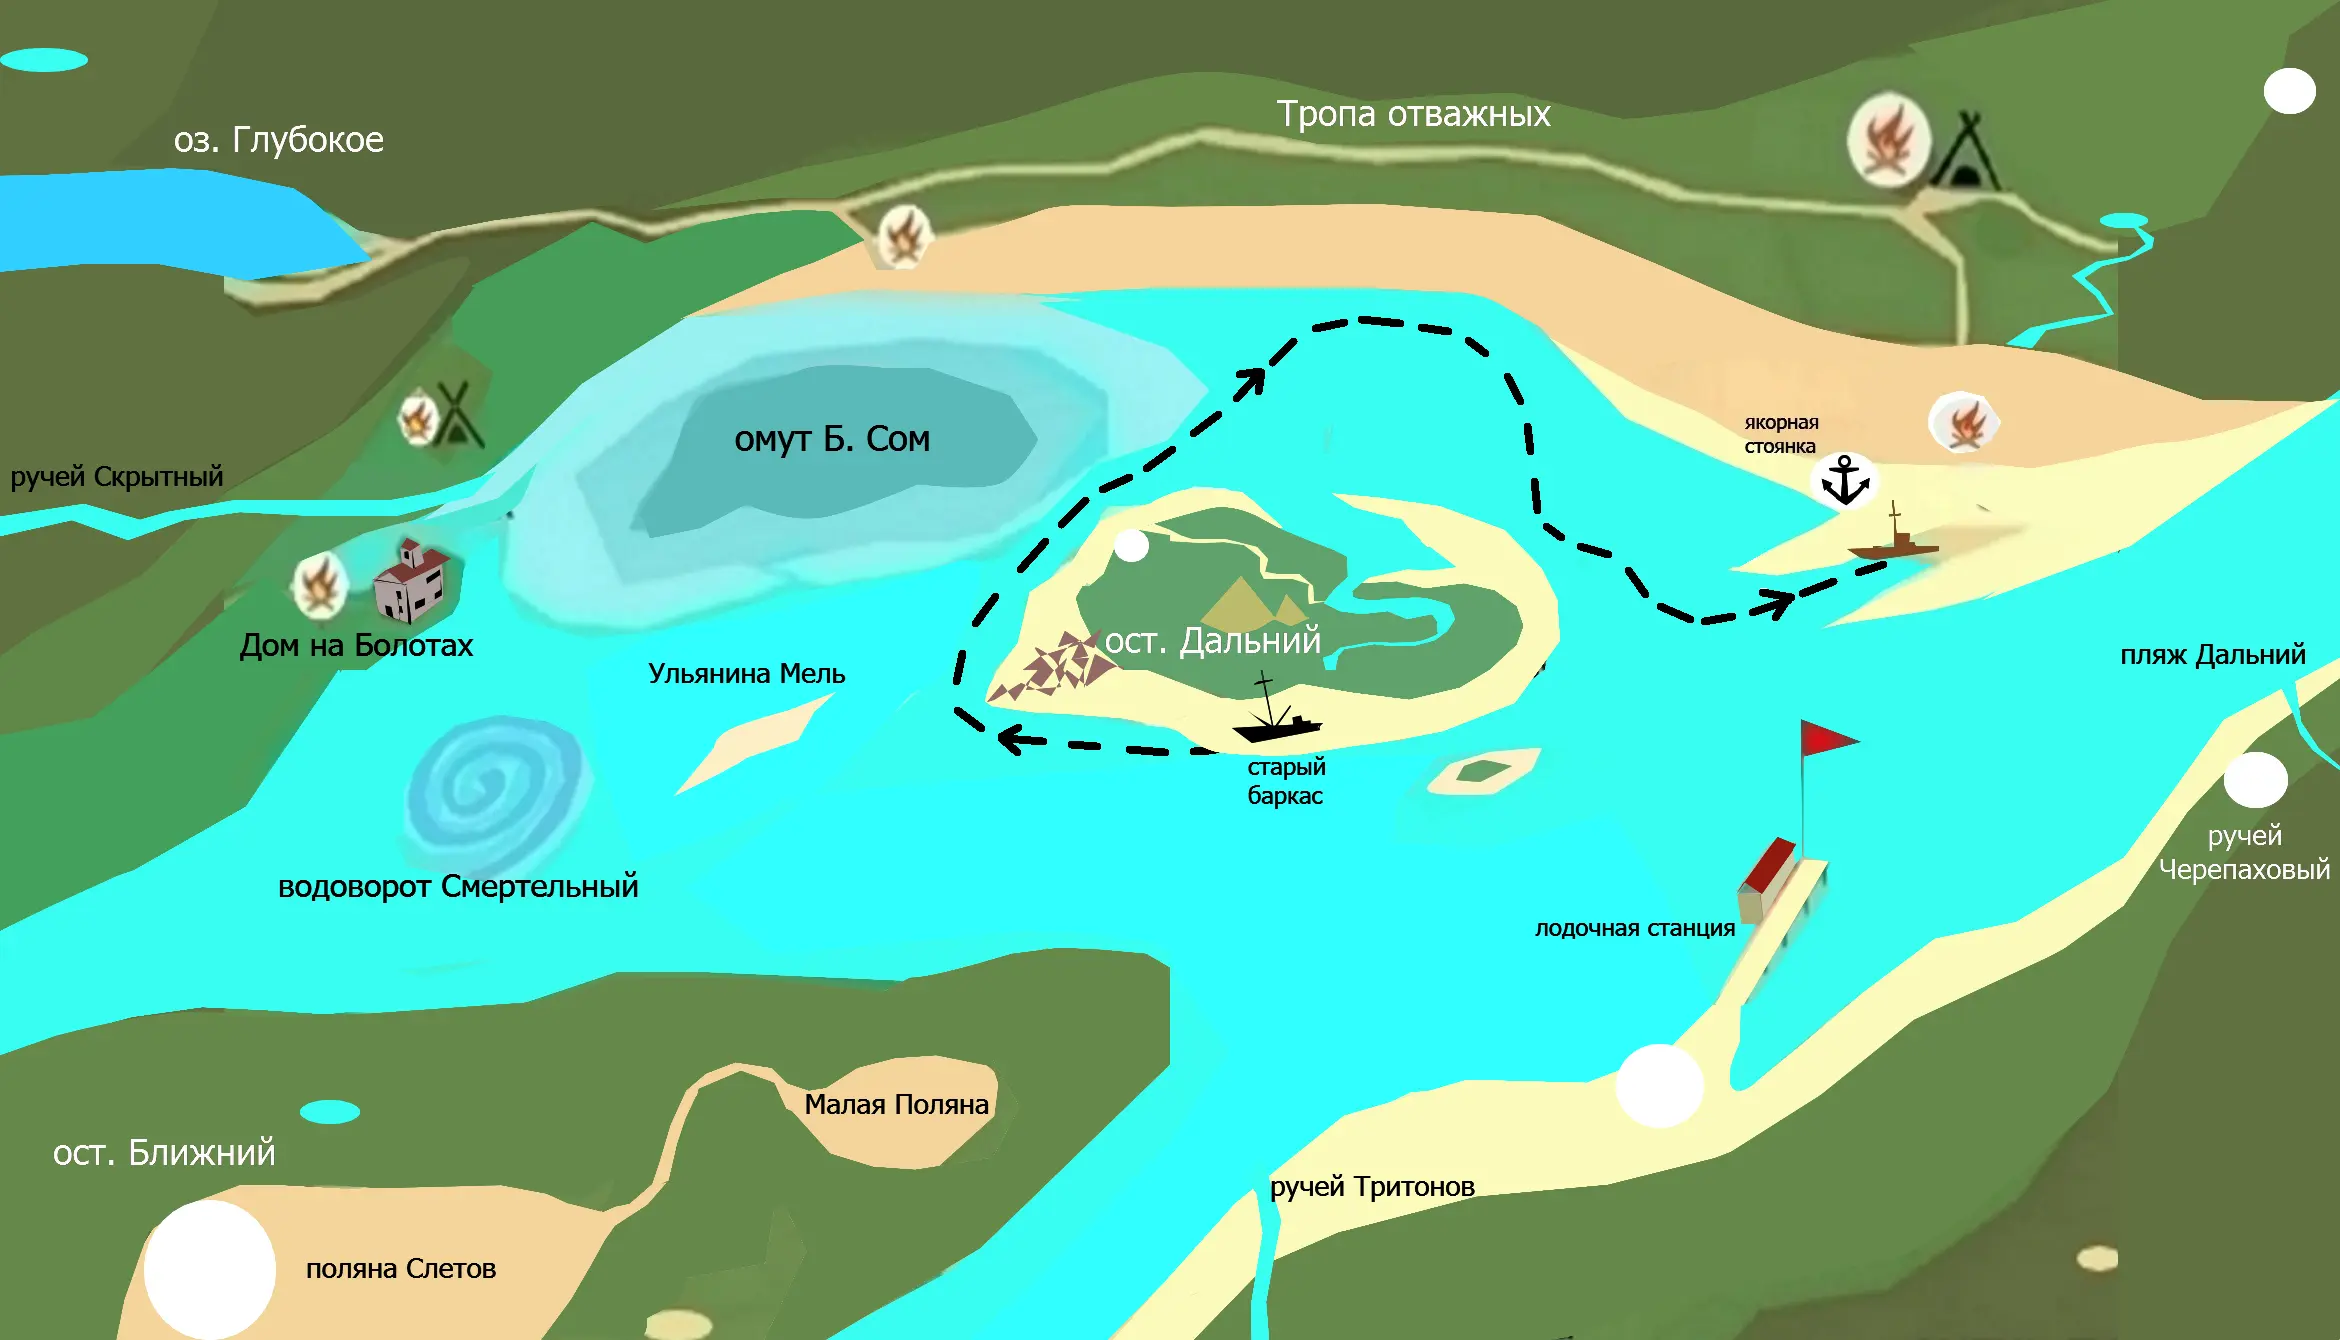 Тропа отважных
оз. Глубокое
якорная
стоянка
омут Б. Сом
ручей Скрытный
ост. Дальний
Дом на Болотах
пляж Дальний
Ульянина Мель
старый
баркас
ручей
Черепаховый
водоворот Смертельный
лодочная станция
Малая Поляна
ост. Ближний
ручей Тритонов
поляна Слетов